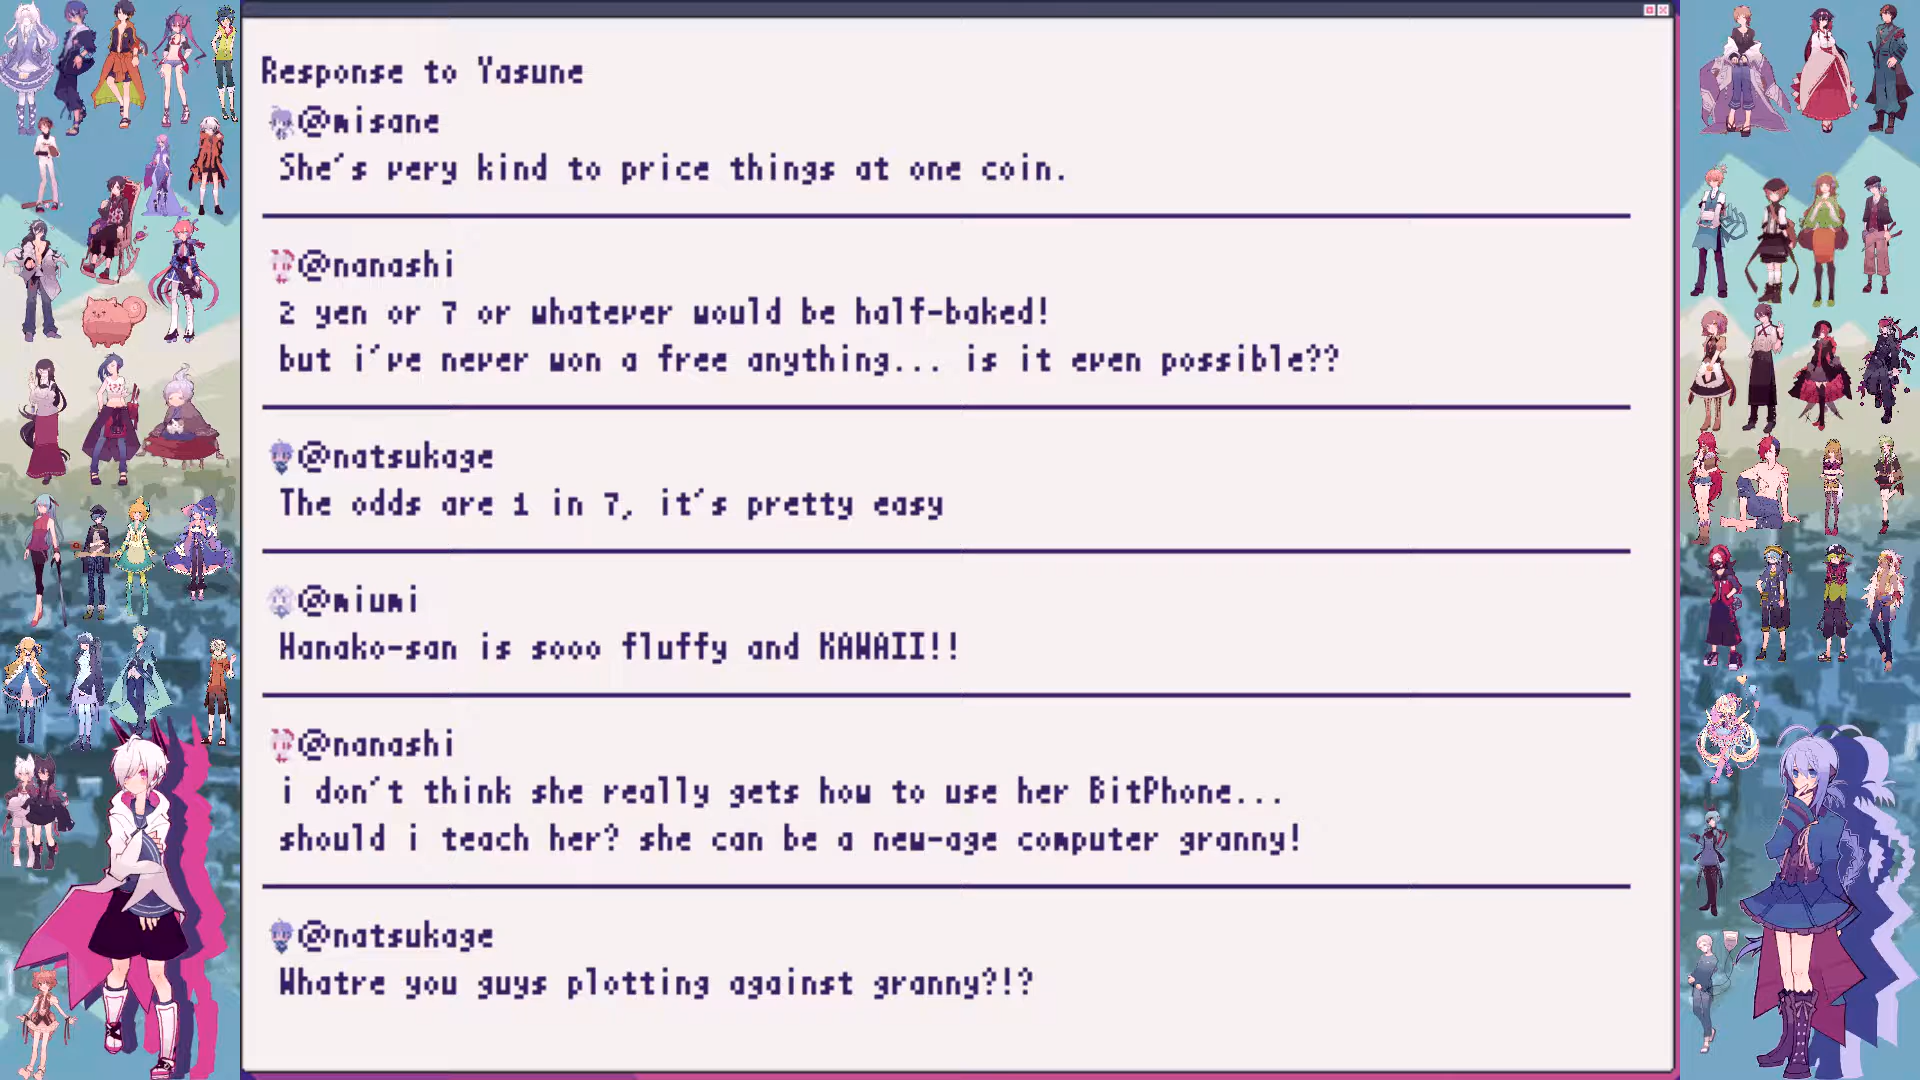 Response to Yasune
@misane
She's very kind to price things at one coin.
@nanashi
2 yen or 7 or whatever would be half-baked!
but i've never won a free anything... is it even possible??
@natsukage
The odds are 1 in 7, it's pretty easy
@miumi
Hanako-san is sooo fluffy and KAWAII!!
@nanashi
i don't think she really gets how to use her BitPhone...
should i teach her? she can be a new-age computer granny!
@natsukage
Whatre you guys plotting against granny?!?